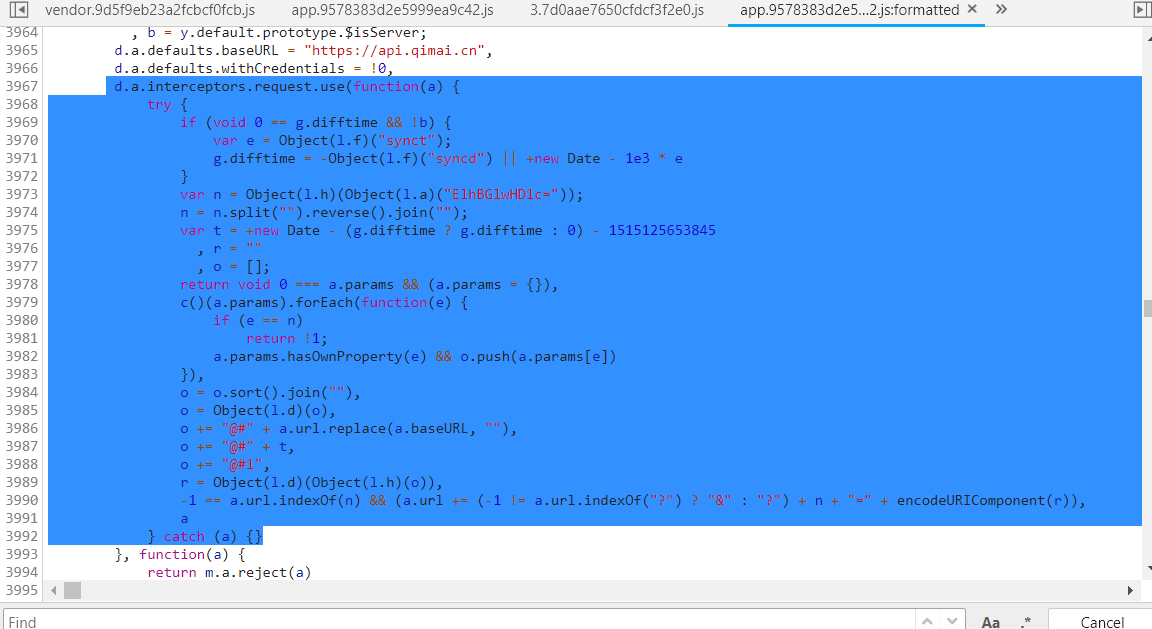 vendor.9d5f9eb23a2fcbcf0fcb.js app.9578383d2e5999ea9c42.js 3.7d0aae7650cfdcf3f2e0.js app.9578383d2e5...2.js:formatted × »
3964 , b = y.default.prototype.$isServer;
3965 d.a.defaults.baseURL = "https://api.qimai.cn",
3966 d.a.defaults.withCredentials = !0,
3967 d.a.interceptors.request.use(function(a) {
3968 try {
3969 if (void 0 == g.difftime && !b) {
3970 var e = Object(l.f)("synct");
3971 g.difftime = -Object(l.f)("syncd") || +new Date - 1e3 * e
3972 }
3973 var n = Object(l.h)(Object(l.a)("ElhBGlwHD1c="));
3974 n = n.split("").reverse().join("");
3975 var t = +new Date - (g.difftime ? g.difftime : 0) - 1515125653845
3976 , r = ""
3977 , o = [];
3978 return void 0 === a.params && (a.params = {}),
3979 c()(a.params).forEach(function(e) {
3980 if (e == n)
3981 return !1;
3982 a.params.hasOwnProperty(e) && o.push(a.params[e])
3983 }),
3984 o = o.sort().join(""),
3985 o = Object(l.d)(o),
3986 o += "@#" + a.url.replace(a.baseURL, ""),
3987 o += "@#" + t,
3988 o += "@#1",
3989 r = Object(l.d)(Object(l.h)(o)),
3990 -1 == a.url.indexOf(n) && (a.url += (-1 != a.url.indexOf("?") ? "&" : "?") + n + "=" + encodeURIComponent(r)),
3991 a
3992 } catch (a) {}
3993 }, function(a) {
3994 return m.a.reject(a)
3995
Find Aa .* Cancel